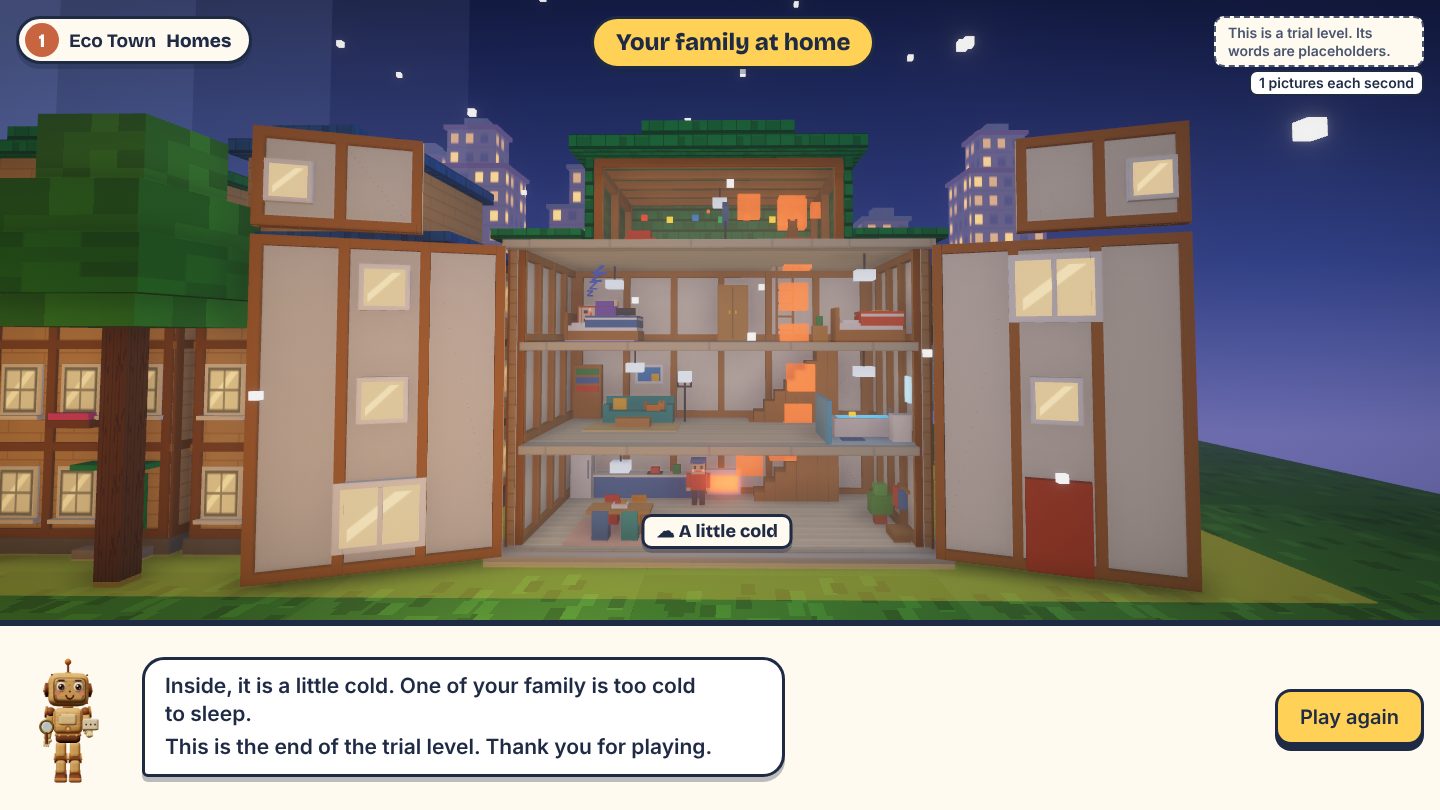 1 Eco Town Homes
Your family at home
This is a trial level. Its
words are placeholders.
1 pictures each second
z z z
☁ A little cold
Inside, it is a little cold. One of your family is too cold
to sleep.
This is the end of the trial level. Thank you for playing.
Play again